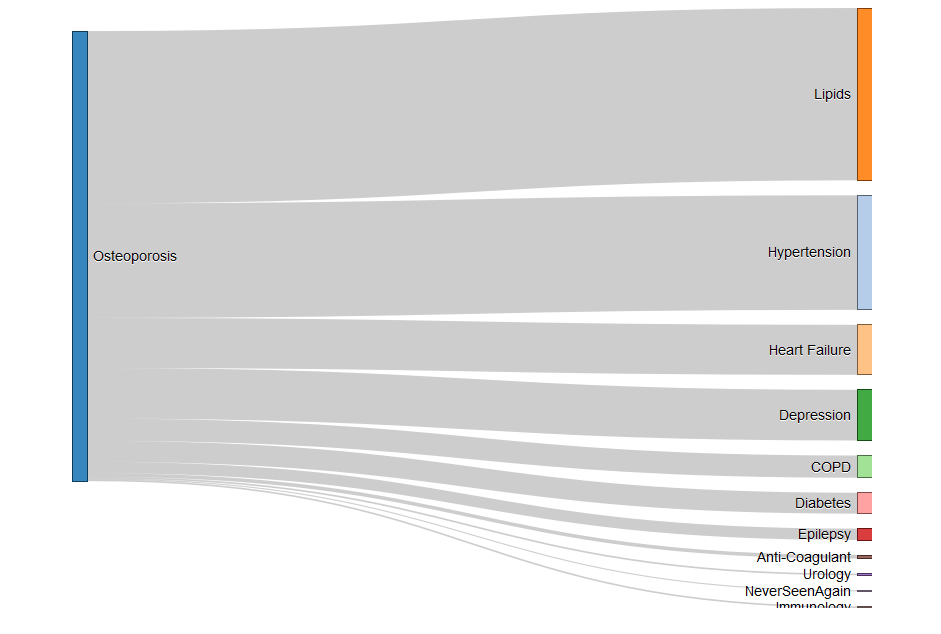 Lipids
Hypertension
Osteoporosis
Heart Failure
Depression
COPD
Diabetes
Epilepsy
Anti-Coagulant
Urology
NeverSeenAgain
Immunology